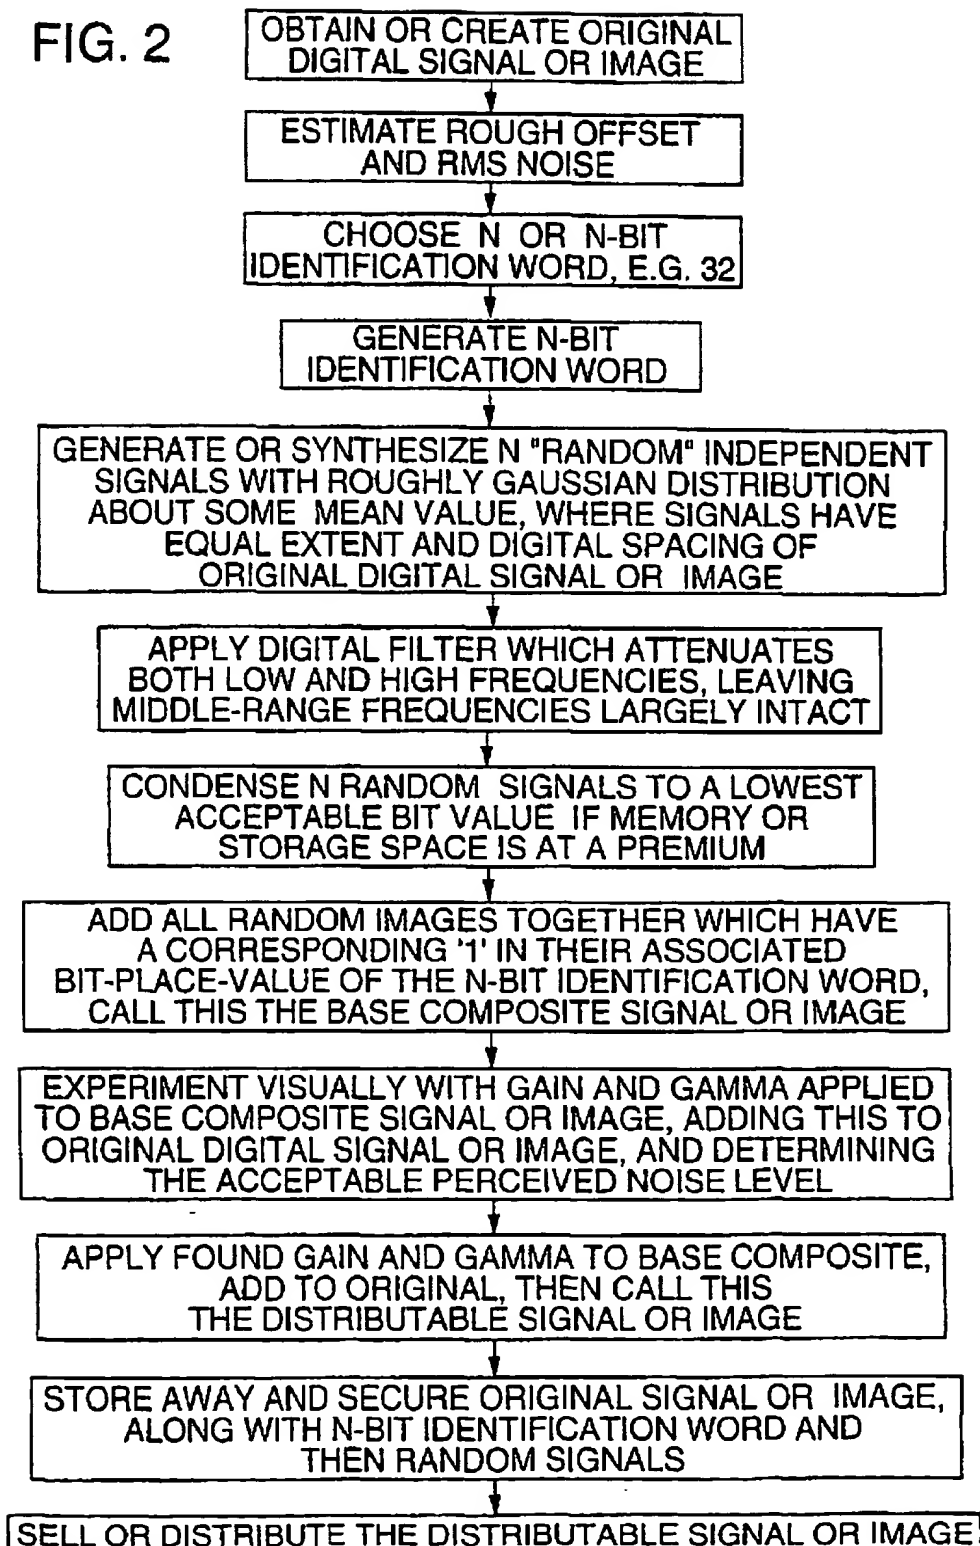 FIG. 2
OBTAIN OR CREATE ORIGINAL
DIGITAL SIGNAL OR IMAGE
ESTIMATE ROUGH OFFSET
AND RMS NOISE
CHOOSE N OR N-BIT
IDENTIFICATION WORD, E.G. 32
GENERATE N-BIT
IDENTIFICATION WORD
GENERATE OR SYNTHESIZE N "RANDOM" INDEPENDENT
SIGNALS WITH ROUGHLY GAUSSIAN DISTRIBUTION
ABOUT SOME MEAN VALUE, WHERE SIGNALS HAVE
EQUAL EXTENT AND DIGITAL SPACING OF
ORIGINAL DIGITAL SIGNAL OR IMAGE
APPLY DIGITAL FILTER WHICH ATTENUATES
BOTH LOW AND HIGH FREQUENCIES, LEAVING
MIDDLE-RANGE FREQUENCIES LARGELY INTACT
CONDENSE N RANDOM SIGNALS TO A LOWEST
ACCEPTABLE BIT VALUE IF MEMORY OR
STORAGE SPACE IS AT A PREMIUM
ADD ALL RANDOM IMAGES TOGETHER WHICH HAVE
A CORRESPONDING '1' IN THEIR ASSOCIATED
BIT-PLACE-VALUE OF THE N-BIT IDENTIFICATION WORD,
CALL THIS THE BASE COMPOSITE SIGNAL OR IMAGE
EXPERIMENT VISUALLY WITH GAIN AND GAMMA APPLIED
TO BASE COMPOSITE SIGNAL OR IMAGE, ADDING THIS TO
ORIGINAL DIGITAL SIGNAL OR IMAGE, AND DETERMINING
THE ACCEPTABLE PERCEIVED NOISE LEVEL
APPLY FOUND GAIN AND GAMMA TO BASE COMPOSITE,
ADD TO ORIGINAL, THEN CALL THIS
THE DISTRIBUTABLE SIGNAL OR IMAGE
STORE AWAY AND SECURE ORIGINAL SIGNAL OR IMAGE,
ALONG WITH N-BIT IDENTIFICATION WORD AND
THEN RANDOM SIGNALS
SELL OR DISTRIBUTE THE DISTRIBUTABLE SIGNAL OR IMAGE